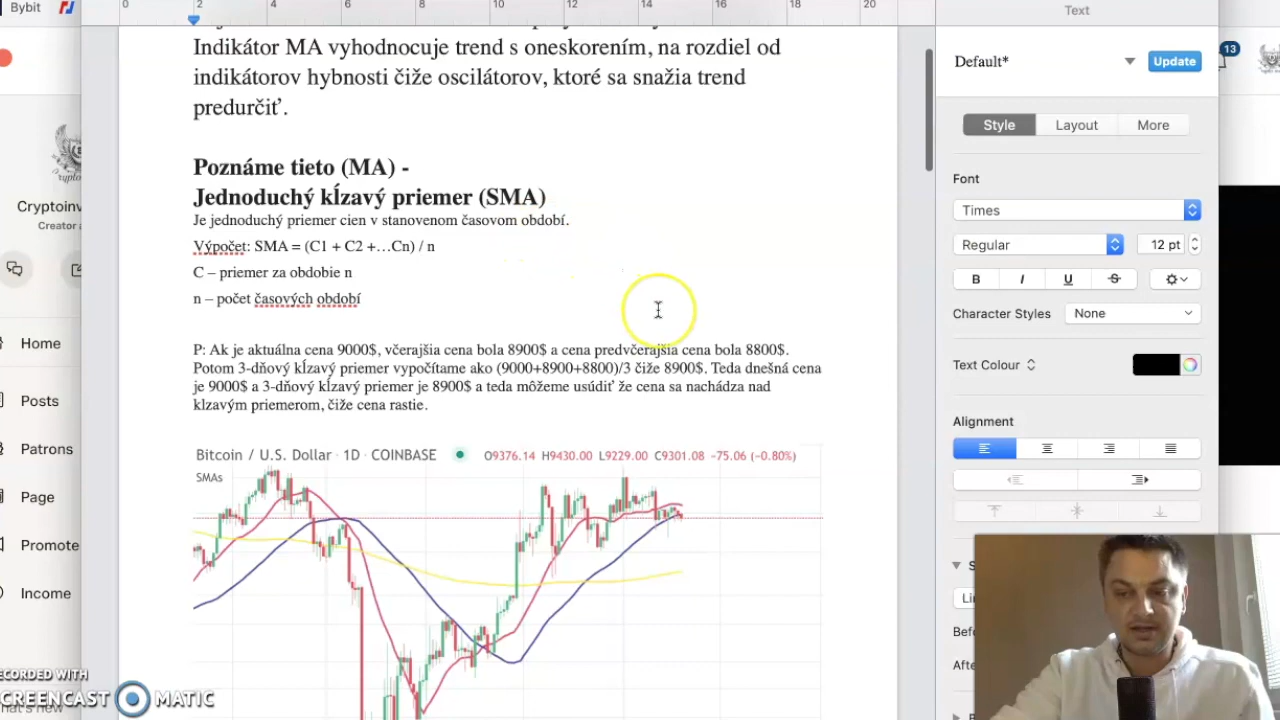 Bybit
0 2 4 6 8 10 12 14 16 18 20
Text
Indikátor MA vyhodnocuje trend s oneskorením, na rozdiel od
indikátorov hybnosti čiže oscilátorov, ktoré sa snažia trend
predurčiť.
Poznáme tieto (MA) -
Jednoduchý kĺzavý priemer (SMA)
Je jednoduchý priemer cien v stanovenom časovom období.
Výpočet: SMA = (C1 + C2 +…Cn) / n
C – priemer za obdobie n
n – počet časových období
P: Ak je aktuálna cena 9000$, včerajšia cena bola 8900$ a cena predvčerajšia cena bola 8800$.
Potom 3-dňový kĺzavý priemer vypočítame ako (9000+8900+8800)/3 čiže 8900$. Teda dnešná cena
je 9000$ a 3-dňový kĺzavý priemer je 8900$ a teda môžeme usúdiť že cena sa nachádza nad
klzavým priemerom, čiže cena rastie.
Bitcoin / U.S. Dollar · 1D · COINBASE O9376.14 H9430.00 L9229.00 C9301.08 −75.06 (−0.80%)
SMAs
Default*
Update
Style Layout More
Font
Times
Regular 12 pt
B I U S
Character Styles None
Text Colour
Alignment
13
Cryptoinv
Creator a
Home
Posts
Patrons
Page
Promote
Income
What's new
RECORDED WITH
SCREENCAST MATIC